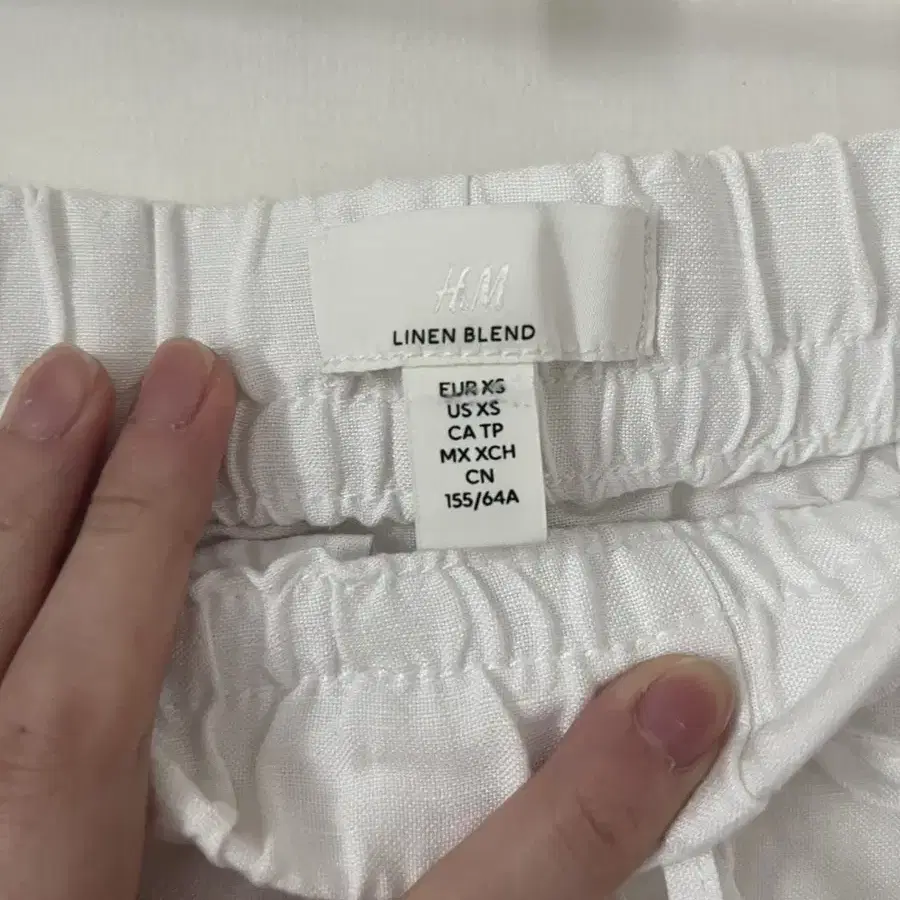 H&M
LINEN BLEND
EUR XS
US XS
CA TP
MX XCH
CN
155/64A